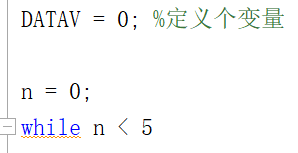 DATAV = 0; %定义个变量
n = 0;
while n < 5